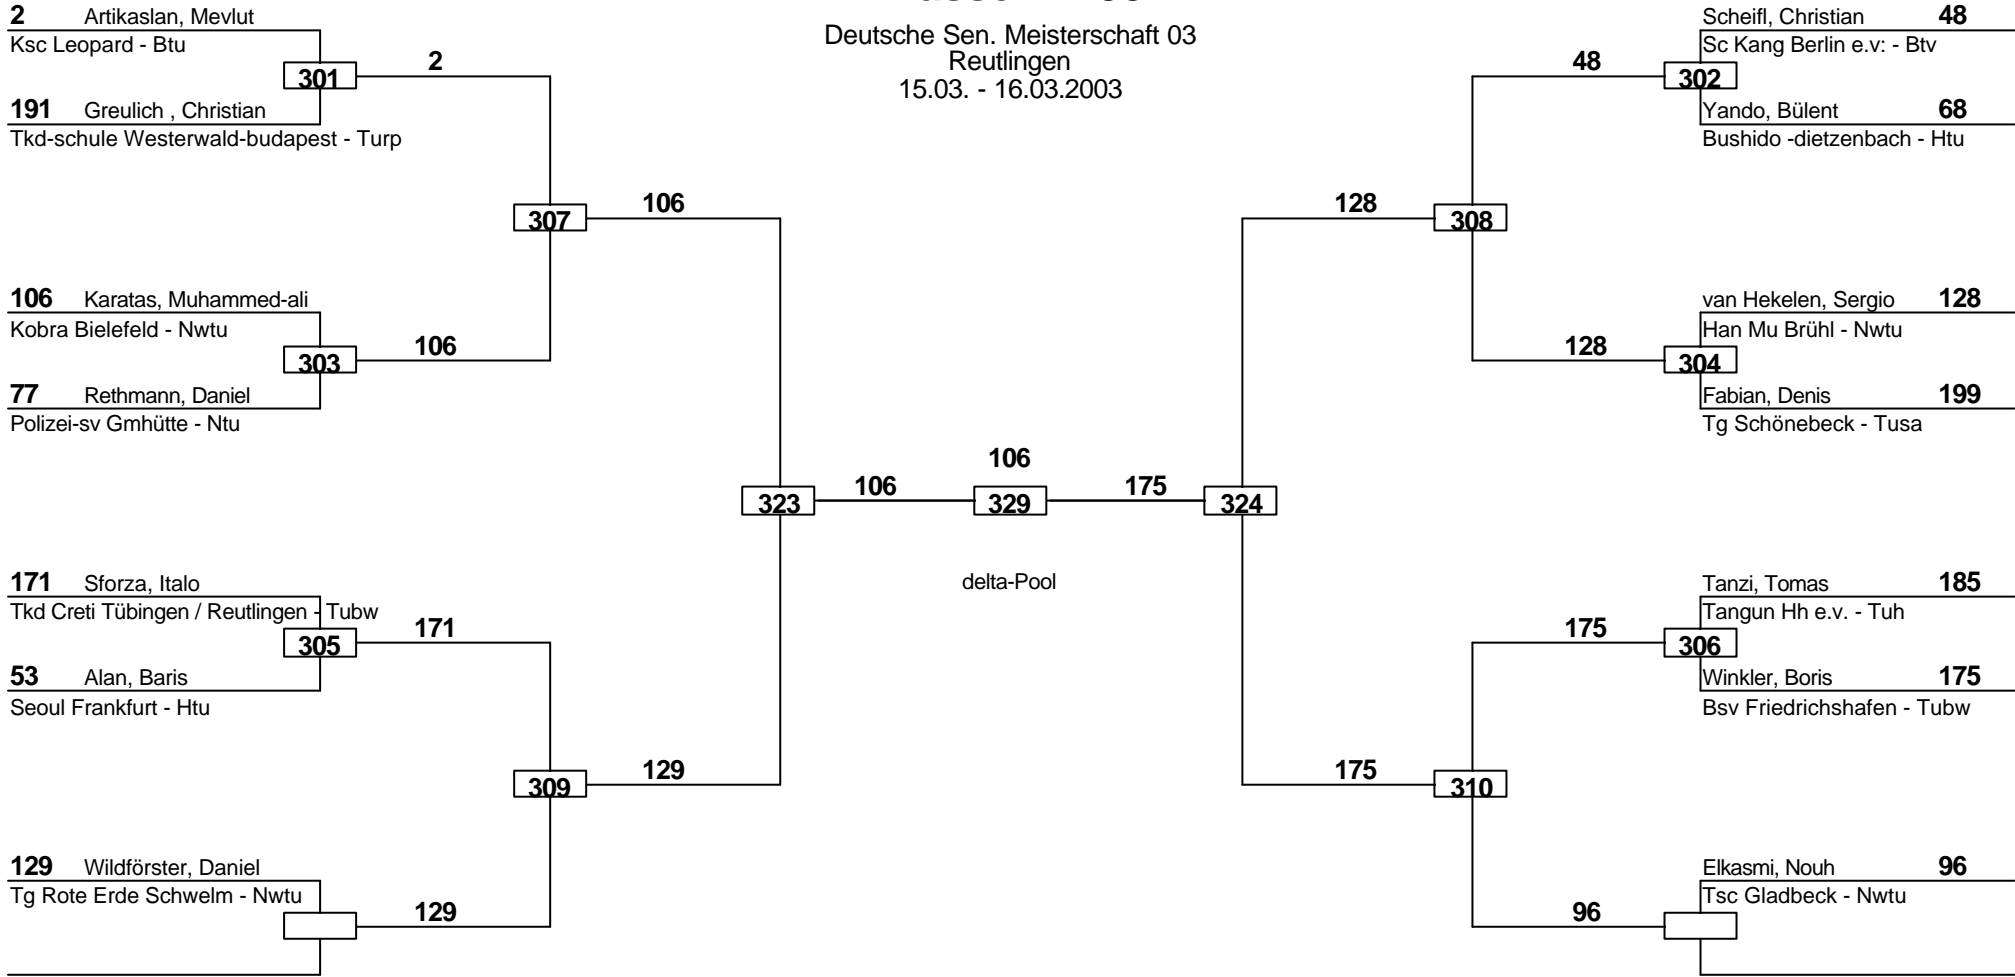 Deutsche Sen. Meisterschaft 03
Reutlingen
15.03. - 16.03.2003
2 Artikaslan, Mevlut
Ksc Leopard - Btu
301
2
191 Greulich , Christian
Tkd-schule Westerwald-budapest - Turp
307
106
106 Karatas, Muhammed-ali
Kobra Bielefeld - Nwtu
303
106
77 Rethmann, Daniel
Polizei-sv Gmhütte - Ntu
323
106
106
329
175
324
delta-Pool
171 Sforza, Italo
Tkd Creti Tübingen / Reutlingen - Tubw
305
171
53 Alan, Baris
Seoul Frankfurt - Htu
309
129
129 Wildförster, Daniel
Tg Rote Erde Schwelm - Nwtu
129
Scheifl, Christian 48
Sc Kang Berlin e.v: - Btv
48
302
Yando, Bülent 68
Bushido -dietzenbach - Htu
128
308
van Hekelen, Sergio 128
Han Mu Brühl - Nwtu
128
304
Fabian, Denis 199
Tg Schönebeck - Tusa
Tanzi, Tomas 185
Tangun Hh e.v. - Tuh
175
306
Winkler, Boris 175
Bsv Friedrichshafen - Tubw
175
310
Elkasmi, Nouh 96
Tsc Gladbeck - Nwtu
96